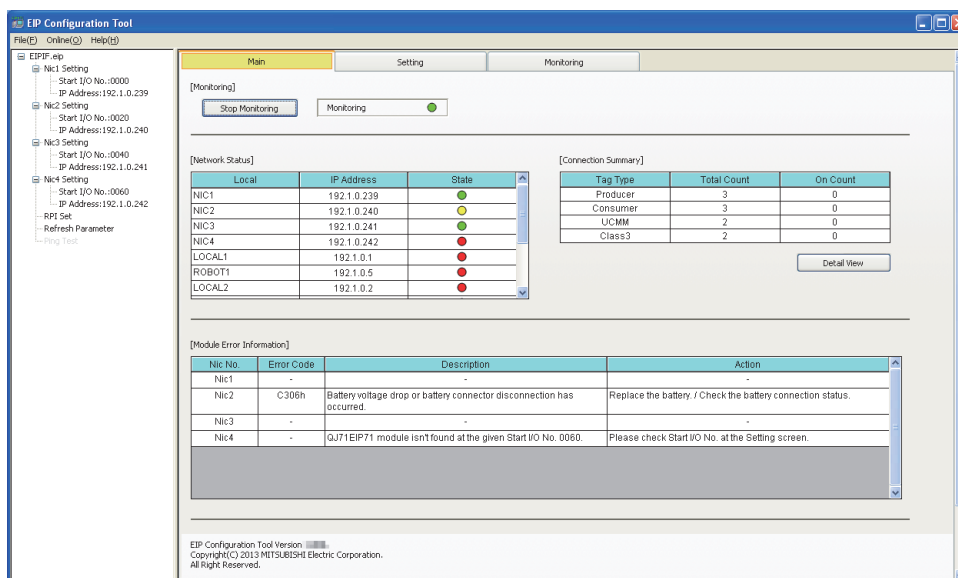 EIP Configuration Tool
File(F) Online(O) Help(H)
EIPIF.eip
Nic1 Setting
Start I/O No.:0000
IP Address:192.1.0.239
Nic2 Setting
Start I/O No.:0020
IP Address:192.1.0.240
Nic3 Setting
Start I/O No.:0040
IP Address:192.1.0.241
Nic4 Setting
Start I/O No.:0060
IP Address:192.1.0.242
RPI Set
Refresh Parameter
Ping Test
Main Setting Monitoring
[Monitoring]
Stop Monitoring Monitoring
[Network Status]
Local IP Address State
NIC1 192.1.0.239
NIC2 192.1.0.240
NIC3 192.1.0.241
NIC4 192.1.0.242
LOCAL1 192.1.0.1
ROBOT1 192.1.0.5
LOCAL2 192.1.0.2
[Connection Summary]
Tag Type Total Count On Count
Producer 3 0
Consumer 3 0
UCMM 2 0
Class3 2 0
Detail View
[Module Error Information]
Nic No. Error Code Description Action
Nic1 - - -
Nic2 C306h Battery voltage drop or battery connector disconnection has occurred. Replace the battery. / Check the battery connection status.
Nic3 - - -
Nic4 - QJ71EIP71 module isn't found at the given Start I/O No. 0060. Please check Start I/O No. at the Setting screen.
EIP Configuration Tool Version
Copyright(C) 2013 MITSUBISHI Electric Corporation.
All Right Reserved.